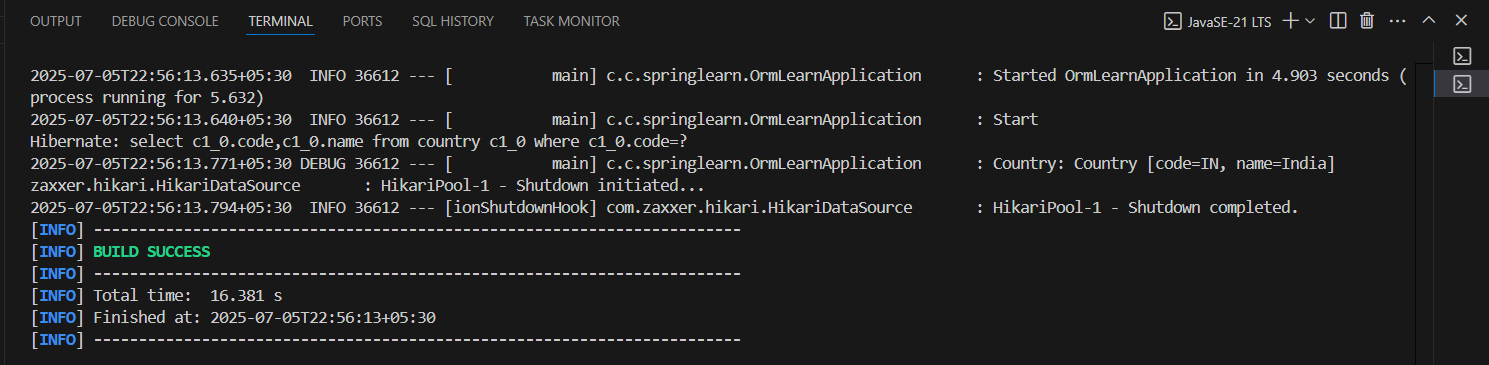 OUTPUT DEBUG CONSOLE TERMINAL PORTS SQL HISTORY TASK MONITOR JavaSE-21 LTS
2025-07-05T22:56:13.635+05:30  INFO 36612 --- [           main] c.c.springlearn.OrmLearnApplication      : Started OrmLearnApplication in 4.903 seconds (
process running for 5.632)
2025-07-05T22:56:13.640+05:30  INFO 36612 --- [           main] c.c.springlearn.OrmLearnApplication      : Start
Hibernate: select c1_0.code,c1_0.name from country c1_0 where c1_0.code=?
2025-07-05T22:56:13.771+05:30 DEBUG 36612 --- [           main] c.c.springlearn.OrmLearnApplication      : Country: Country [code=IN, name=India]
zaxxer.hikari.HikariDataSource       : HikariPool-1 - Shutdown initiated...
2025-07-05T22:56:13.794+05:30  INFO 36612 --- [ionShutdownHook] com.zaxxer.hikari.HikariDataSource       : HikariPool-1 - Shutdown completed.
[INFO] ------------------------------------------------------------------------
[INFO] BUILD SUCCESS
[INFO] ------------------------------------------------------------------------
[INFO] Total time:  16.381 s
[INFO] Finished at: 2025-07-05T22:56:13+05:30
[INFO] ------------------------------------------------------------------------